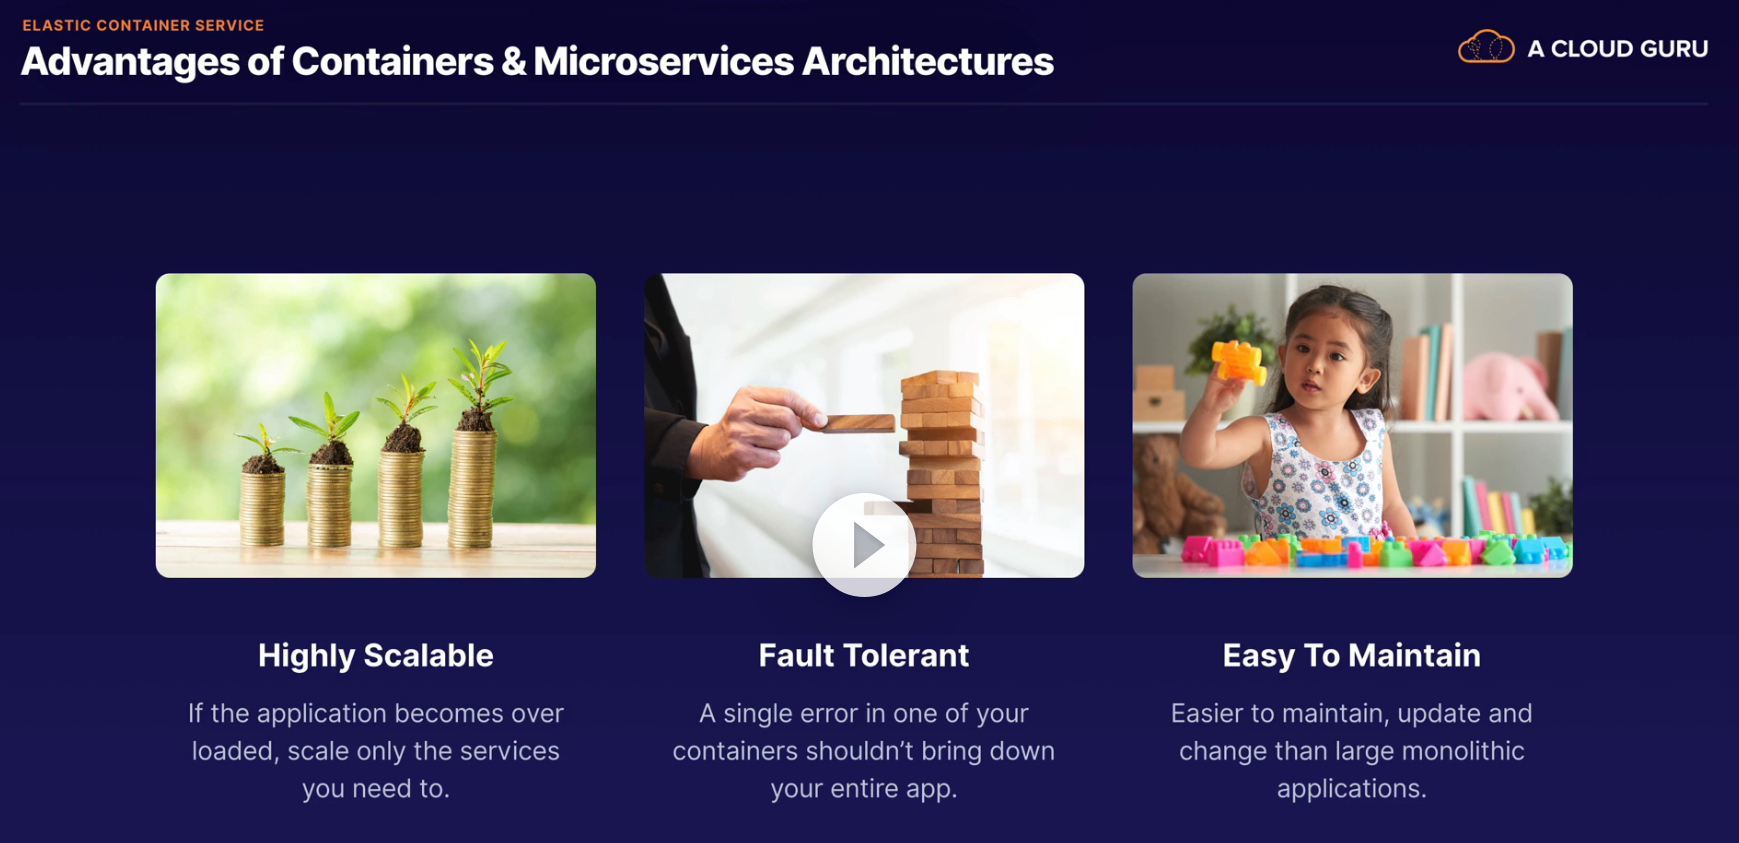 ELASTIC CONTAINER SERVICE
Advantages of Containers & Microservices Architectures
A CLOUD GURU
Highly Scalable
If the application becomes over
loaded, scale only the services
you need to.
Fault Tolerant
A single error in one of your
containers shouldn't bring down
your entire app.
Easy To Maintain
Easier to maintain, update and
change than large monolithic
applications.